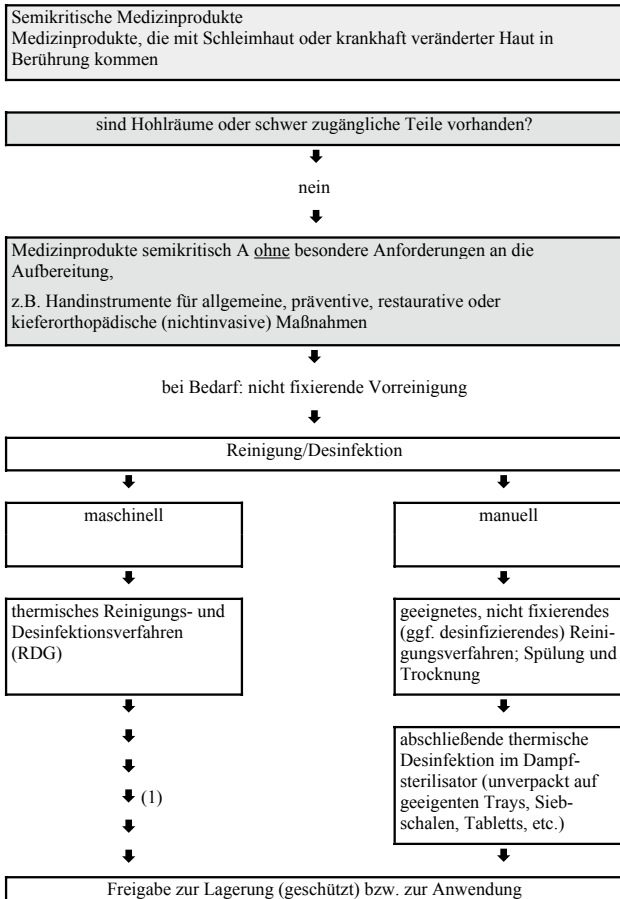 Semikritische Medizinprodukte
Medizinprodukte, die mit Schleimhaut oder krankhaft veränderter Haut in
Berührung kommen
sind Hohlräume oder schwer zugängliche Teile vorhanden?
nein
Medizinprodukte semikritisch A ohne besondere Anforderungen an die
Aufbereitung,
z.B. Handinstrumente für allgemeine, präventive, restaurative oder
kieferorthopädische (nichtinvasive) Maßnahmen
bei Bedarf: nicht fixierende Vorreinigung
Reinigung/Desinfektion
maschinell
manuell
thermisches Reinigungs- und
Desinfektionsverfahren
(RDG)
geeignetes, nicht fixierendes
(ggf. desinfizierendes) Reini-
gungsverfahren; Spülung und
Trocknung
(1)
abschließende thermische
Desinfektion im Dampf-
sterilisator (unverpackt auf
geeigenten Trays, Sieb-
schalen, Tabletts, etc.)
Freigabe zur Lagerung (geschützt) bzw. zur Anwendung